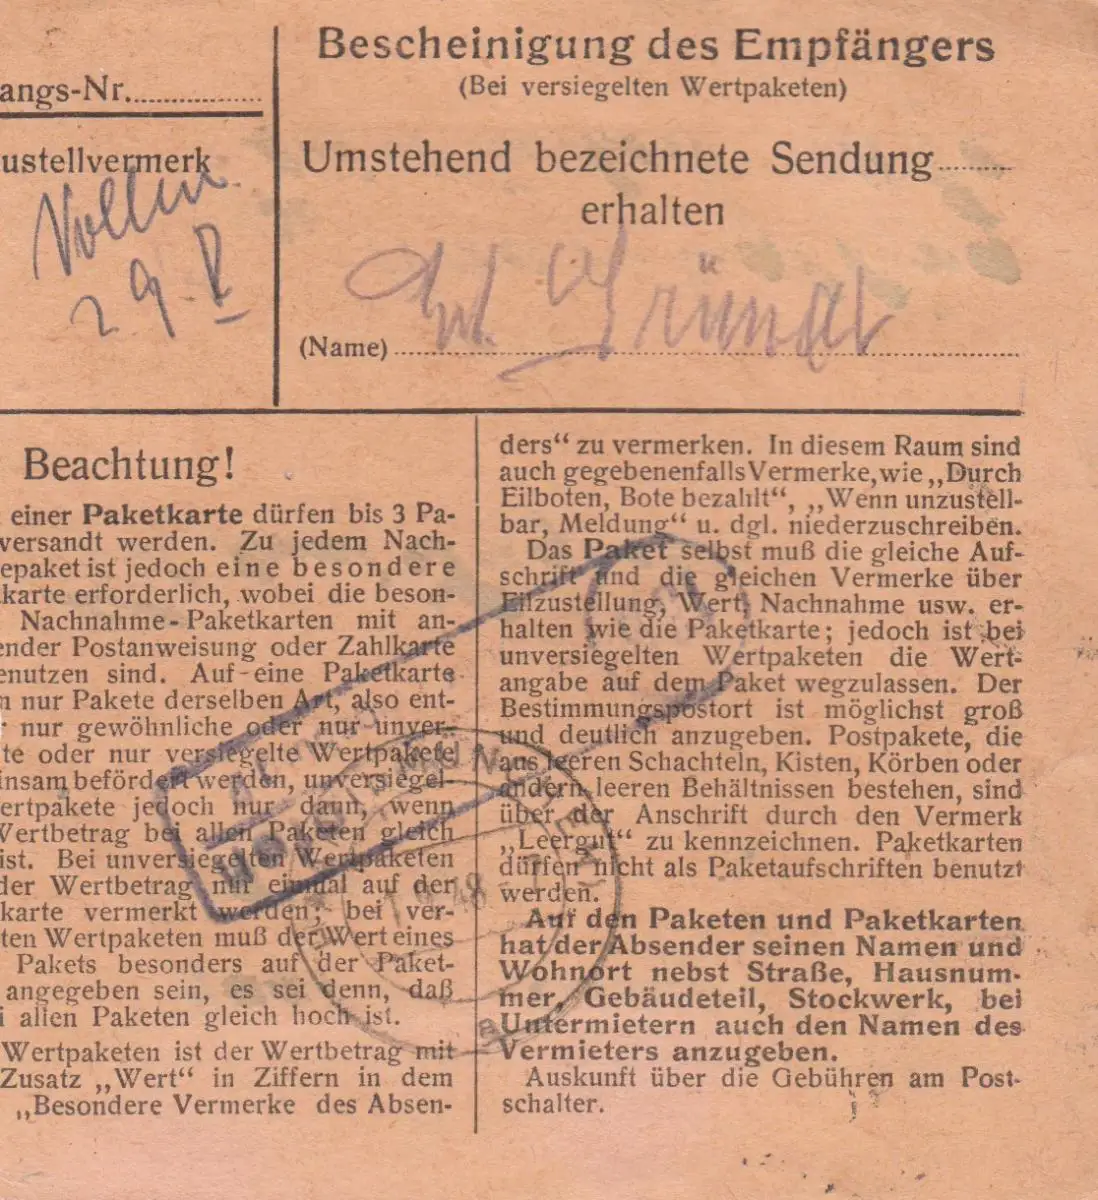 angs-Nr.
ustellvermerk
29
Bescheinigung des Empfängers
(Bei versiegelten Wertpaketen)
Umstehend bezeichnete Sendung
erhalten
(Name)
Beachtung!
einer Paketkarte dürfen bis 3 Pa-
versandt werden. Zu jedem Nach-
epaket ist jedoch eine besondere
karte erforderlich, wobei die beson-
Nachnahme-Paketkarten mit an-
ender Postanweisung oder Zahlkarte
enutzen sind. Auf eine Paketkarte
n nur Pakete derselben Art, also ent-
nur gewöhnliche oder nur unver-
te oder nur versiegelte Wertpakete
insam befördert werden, unversiegel-
ertpakete jedoch nur dann, wenn
Wertbetrag bei allen Paketen gleich
ist. Bei unversiegelten Wertpaketen
der Wertbetrag nur einmal auf der
karte vermerkt werden; bei ver-
ten Wertpaketen muß der Wert eines
Pakets besonders auf der Paket-
angegeben sein, es sei denn, daß
i allen Paketen gleich hoch ist.
Wertpaketen ist der Wertbetrag mit
Zusatz „Wert“ in Ziffern in dem
„Besondere Vermerke des Absen-
ders“ zu vermerken. In diesem Raum sind
auch gegebenenfalls Vermerke, wie „Durch
Eilboten, Bote bezahlt“, „Wenn unzustell-
bar, Meldung“ u. dgl. niederzuschreiben.
Das Paket selbst muß die gleiche Auf-
schrift und die gleichen Vermerke über
Eilzustellung, Wert, Nachnahme usw. er-
halten wie die Paketkarte; jedoch ist bei
unversiegelten Wertpaketen die Wert-
angabe auf dem Paket wegzulassen. Der
Bestimmungspostort ist möglichst groß
und deutlich anzugeben. Postpakete, die
aus leeren Schachteln, Kisten, Körben oder
andern leeren Behältnissen bestehen, sind
über der Anschrift durch den Vermerk
„Leergut“ zu kennzeichnen. Paketkarten
dürfen nicht als Paketaufschriften benutzt
werden.
Auf den Paketen und Paketkarten
hat der Absender seinen Namen und
Wohnort nebst Straße, Hausnum-
mer, Gebäudeteil, Stockwerk, bei
Untermietern auch den Namen des
Vermieters anzugeben.
Auskunft über die Gebühren am Post-
schalter.